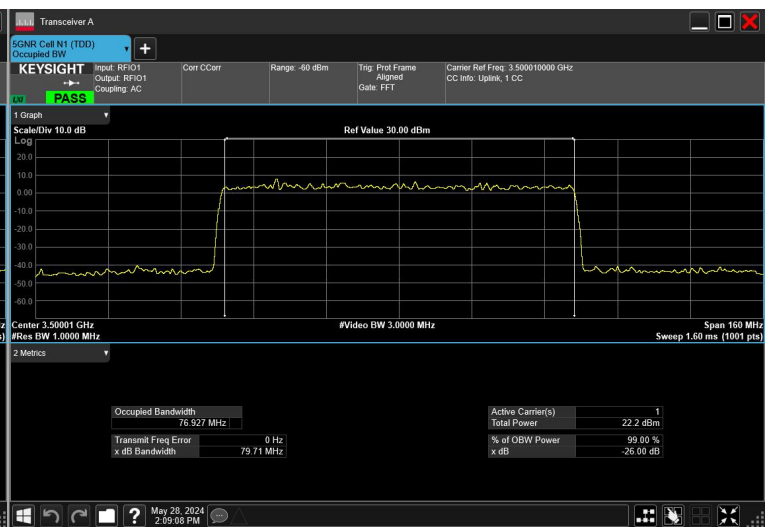 Transceiver A
5GNR Cell N1 (TDD)
Occupied BW
+
KEYSIGHT
LXI
PASS
Input: RFIO1
Output: RFIO1
Coupling: AC
Corr CCorr
Range: -60 dBm
Trig: Prot Frame
Aligned
Gate: FFT
Carrier Ref Freq: 3.500010000 GHz
CC Info: Uplink, 1 CC
1 Graph
Scale/Div 10.0 dB
Ref Value 30.00 dBm
Log
20.0
10.0
0.00
-10.0
-20.0
-30.0
-40.0
-50.0
-60.0
Center 3.50001 GHz
#Video BW 3.0000 MHz
Span 160 MHz
#Res BW 1.0000 MHz
Sweep 1.60 ms (1001 pts)
2 Metrics
Occupied Bandwidth
76.927 MHz
Transmit Freq Error 0 Hz
x dB Bandwidth 79.71 MHz
Active Carrier(s) 1
Total Power 22.2 dBm
% of OBW Power 99.00 %
x dB -26.00 dB
?
May 28, 2024
2:09:08 PM